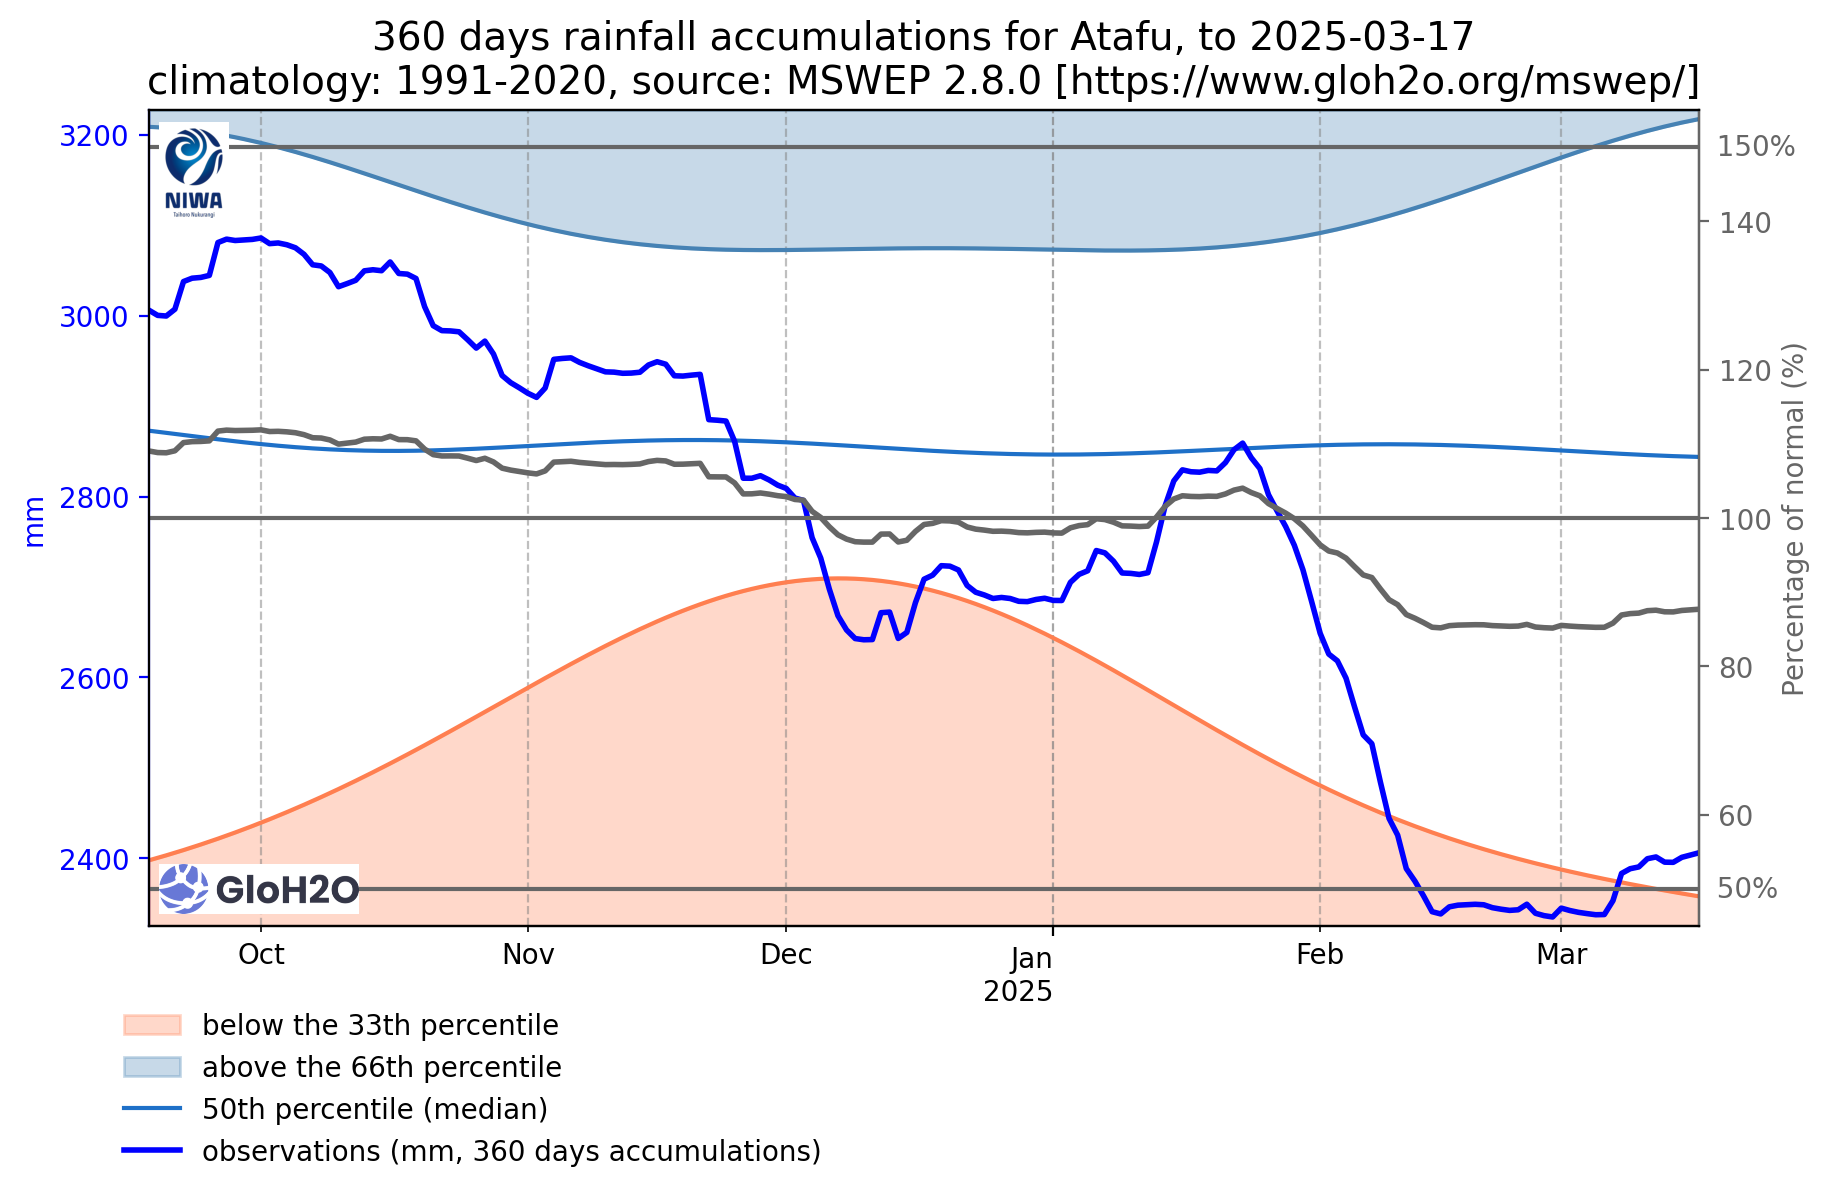 360 days rainfall accumulations for Atafu, to 2025-03-17
climatology: 1991-2020, source: MSWEP 2.8.0 [https://www.gloh2o.org/mswep/]
3200
3000
2800
2600
2400
mm
150%
140
120
100
80
60
50%
Percentage of normal (%)
NIWA
Taihoro Nukurangi
GloH2O
Oct
Nov
Dec
Jan
2025
Feb
Mar
below the 33th percentile
above the 66th percentile
50th percentile (median)
observations (mm, 360 days accumulations)